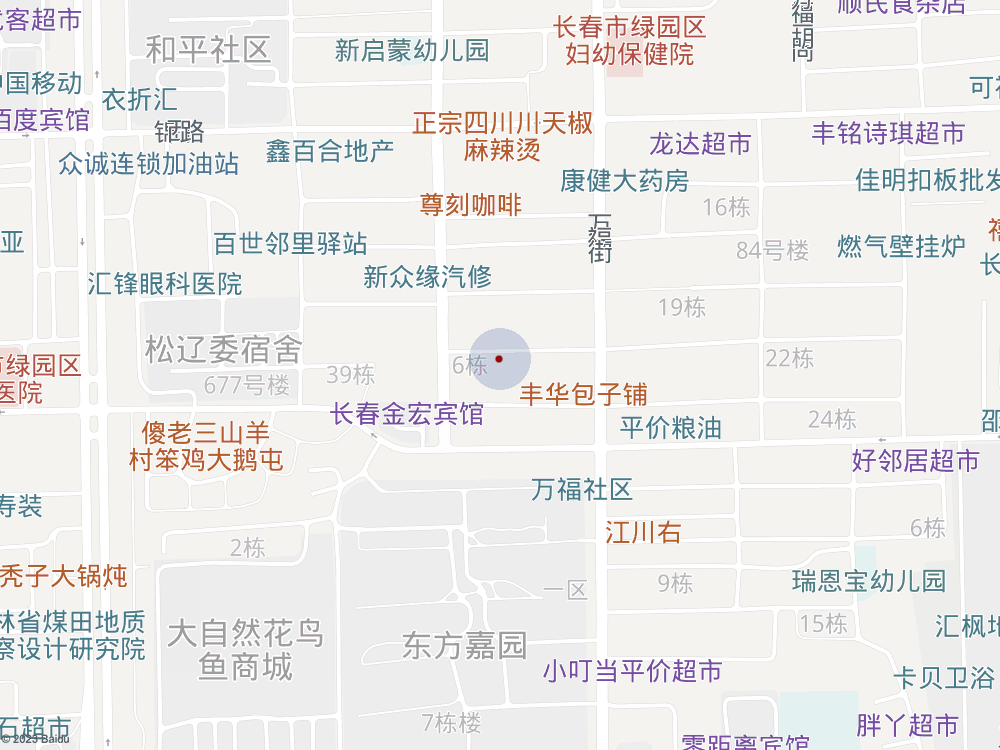 客超市
福
胡
同
顺民食杂店
长春市绿园区
妇幼保健院
和平社区
新启蒙幼儿园
中国移动
衣折汇
可
百度宾馆
正宗四川川天椒
麻辣烫
龙达超市
丰铭诗琪超市
众诚连锁加油站
鑫百合地产
康健大药房
佳明扣板批发
尊刻咖啡
16栋
万福街
亚
百世邻里驿站
84号楼
燃气壁挂炉
长
汇锋眼科医院
新众缘汽修
19栋
松辽委宿舍
市绿园区
医院
677号楼
39栋
6栋
22栋
丰华包子铺
长春金宏宾馆
平价粮油
24栋
邵
傻老三山羊
村笨鸡大鹅屯
好邻居超市
寿装
万福社区
江川右
6栋
2栋
秃子大锅炖
一区
9栋
瑞恩宝幼儿园
林省煤田地质
察设计研究院
大自然花鸟
鱼商城
东方嘉园
15栋
汇枫地
小叮当平价超市
卡贝卫浴
石超市
7栋楼
胖丫超市
零距离宾馆
© 2023 Baidu